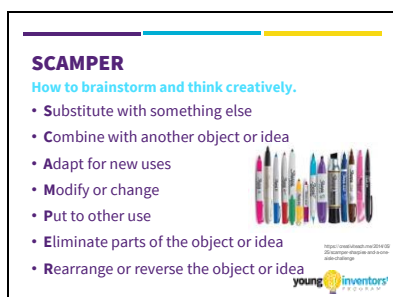 SCAMPER
How to brainstorm and think creatively.
• Substitute with something else
• Combine with another object or idea
• Adapt for new uses
• Modify or change
• Put to other use
• Eliminate parts of the object or idea
• Rearrange or reverse the object or idea
young inventors'
PROGRAM